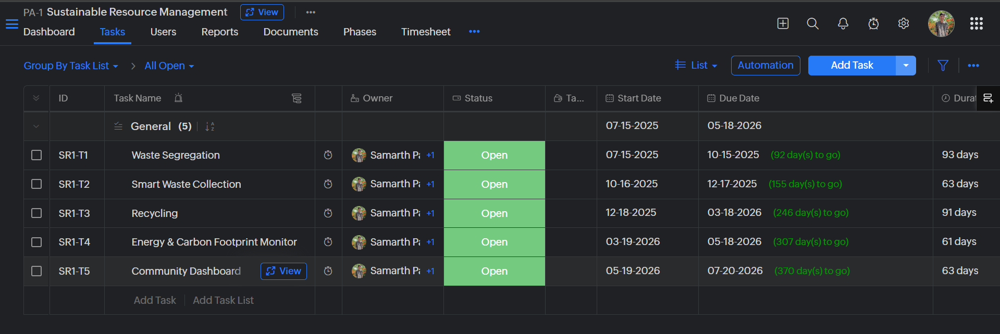 PA-1 Sustainable Resource Management View
Dashboard Tasks Users Reports Documents Phases Timesheet
Group By Task List All Open List Automation Add Task
ID Task Name Owner Status Ta... Start Date Due Date Durat
General (5) AZ 07-15-2025 05-18-2026
SR1-T1 Waste Segregation Samarth Pa +1 Open 07-15-2025 10-15-2025 (92 day(s) to go) 93 days
SR1-T2 Smart Waste Collection Samarth Pa +1 Open 10-16-2025 12-17-2025 (155 day(s) to go) 63 days
SR1-T3 Recycling Samarth Pa +1 Open 12-18-2025 03-18-2026 (246 day(s) to go) 91 days
SR1-T4 Energy & Carbon Footprint Monitor Samarth Pa +1 Open 03-19-2026 05-18-2026 (307 day(s) to go) 61 days
SR1-T5 Community Dashboard View Samarth Pa +1 Open 05-19-2026 07-20-2026 (370 day(s) to go) 63 days
Add Task Add Task List